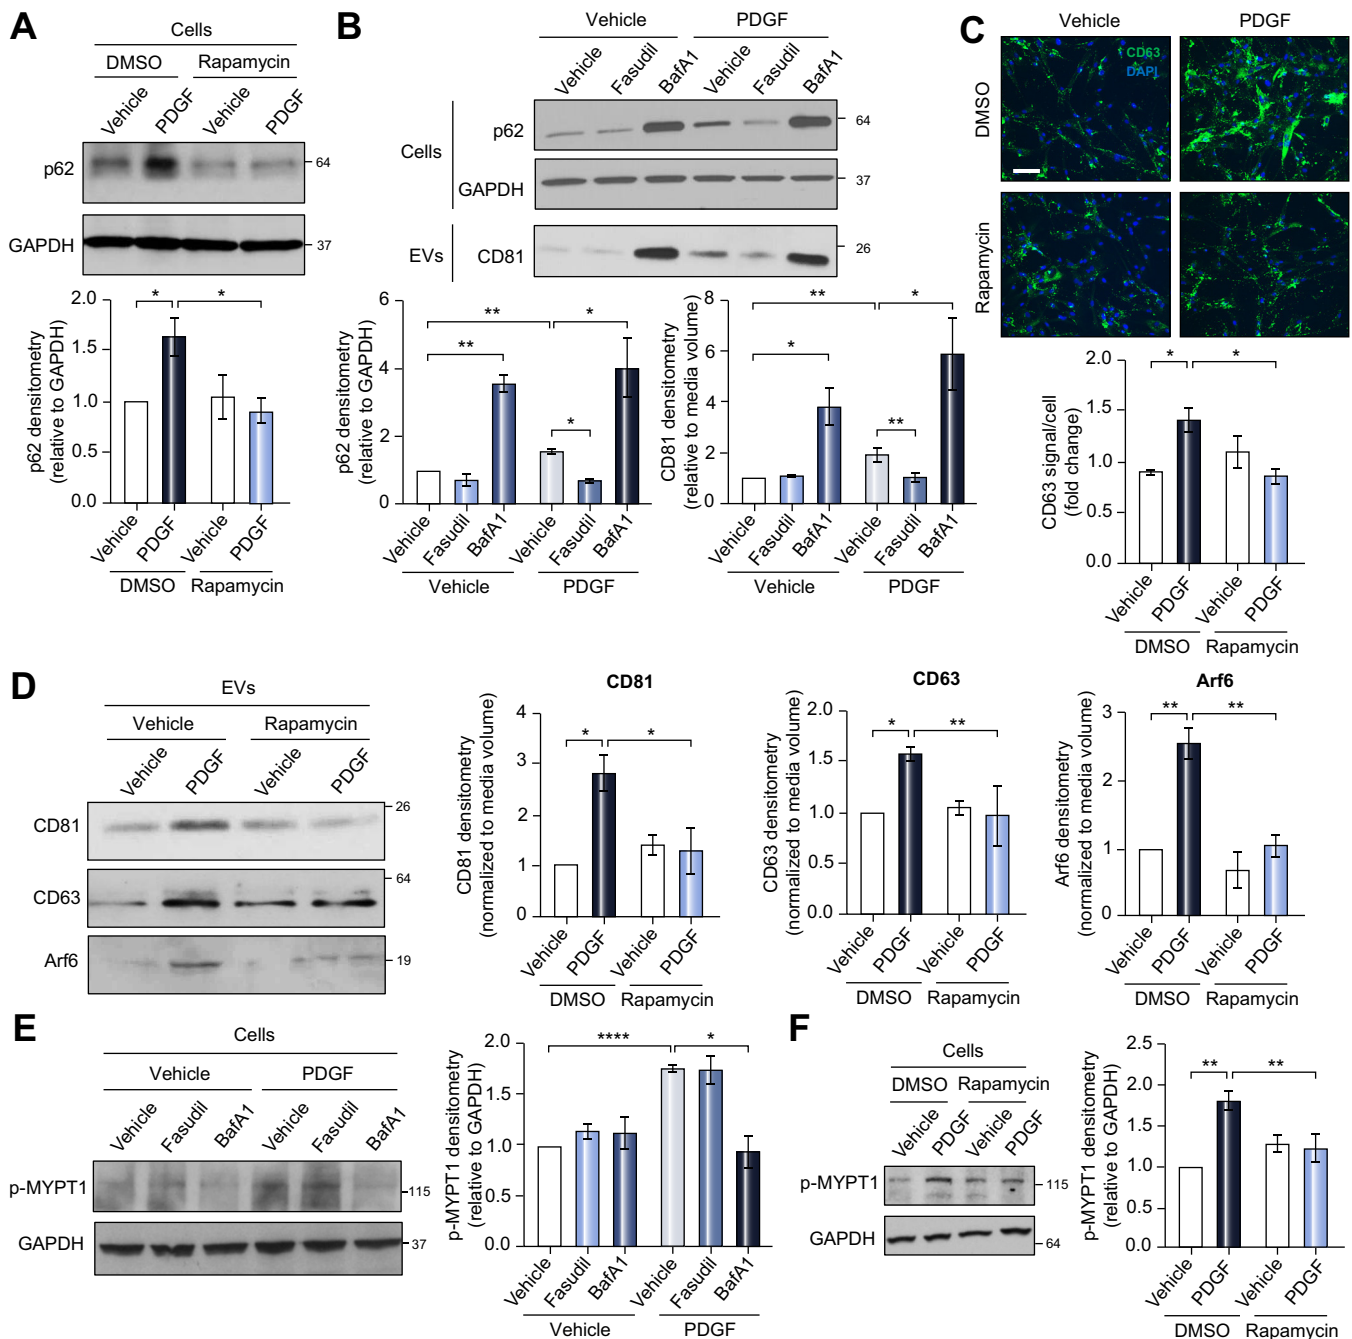 A
Cells
DMSO Rapamycin
Vehicle PDGF Vehicle PDGF
p62 64
GAPDH 37
p62 densitometry
(relative to GAPDH)
2.0
1.5
1.0
0.5
0.0
* *
Vehicle PDGF Vehicle PDGF
DMSO Rapamycin
B
Vehicle PDGF
Vehicle Fasudil BafA1 Vehicle Fasudil BafA1
Cells
p62 64
GAPDH 37
EVs CD81 26
p62 densitometry
(relative to GAPDH)
6
4
2
0
** *
**
*
Vehicle Fasudil BafA1 Vehicle Fasudil BafA1
Vehicle PDGF
CD81 densitometry
(relative to media volume)
8
6
4
2
0
** *
*
**
Vehicle Fasudil BafA1 Vehicle Fasudil BafA1
Vehicle PDGF
C
Vehicle PDGF
CD63
DAPI
DMSO
Rapamycin
CD63 signal/cell
(fold change)
2.0
1.5
1.0
0.5
0.0
* *
Vehicle PDGF Vehicle PDGF
DMSO Rapamycin
D
EVs
Vehicle Rapamycin
Vehicle PDGF Vehicle PDGF
CD81 26
CD63 64
Arf6 19
CD81
CD81 densitometry
(normalized to media volume)
4
3
2
1
0
* *
Vehicle PDGF Vehicle PDGF
DMSO Rapamycin
CD63
CD63 densitometry
(normalized to media volume)
2.0
1.5
1.0
0.5
0.0
* **
Vehicle PDGF Vehicle PDGF
DMSO Rapamycin
Arf6
Arf6 densitometry
(normalized to media volume)
3
2
1
0
** **
Vehicle PDGF Vehicle PDGF
DMSO Rapamycin
E
Cells
Vehicle PDGF
Vehicle Fasudil BafA1 Vehicle Fasudil BafA1
p-MYPT1 115
GAPDH 37
p-MYPT1 densitometry
(relative to GAPDH)
2.0
1.5
1.0
0.5
0.0
**** *
Vehicle Fasudil BafA1 Vehicle Fasudil BafA1
Vehicle PDGF
F
Cells
DMSO Rapamycin
Vehicle PDGF Vehicle PDGF
p-MYPT1 115
GAPDH 64
p-MYPT1 densitometry
(relative to GAPDH)
2.5
2.0
1.5
1.0
0.5
0.0
** **
Vehicle PDGF Vehicle PDGF
DMSO Rapamycin